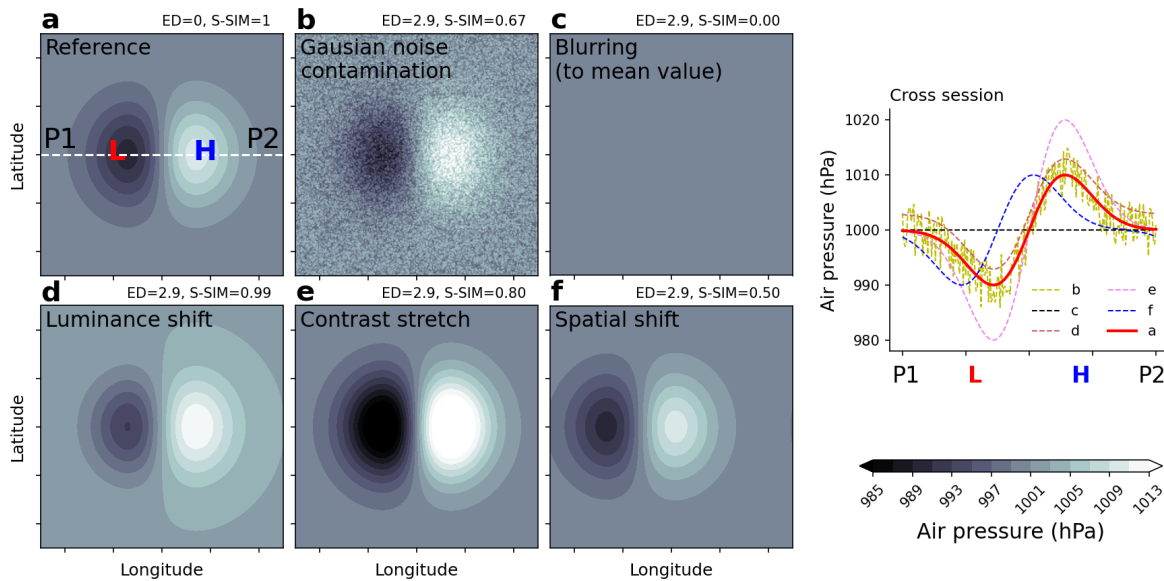 a
ED=0, S-SIM=1
Reference
P1
L
H
P2
Latitude
b
ED=2.9, S-SIM=0.67
Gausian noise
contamination
c
ED=2.9, S-SIM=0.00
Blurring
(to mean value)
d
ED=2.9, S-SIM=0.99
Luminance shift
Latitude
Longitude
e
ED=2.9, S-SIM=0.80
Contrast stretch
Longitude
f
ED=2.9, S-SIM=0.50
Spatial shift
Longitude
Cross session
Air pressure (hPa)
1020
1010
1000
990
980
b
c
d
e
f
a
P1
L
H
P2
985
989
993
997
1001
1005
1009
1013
Air pressure (hPa)